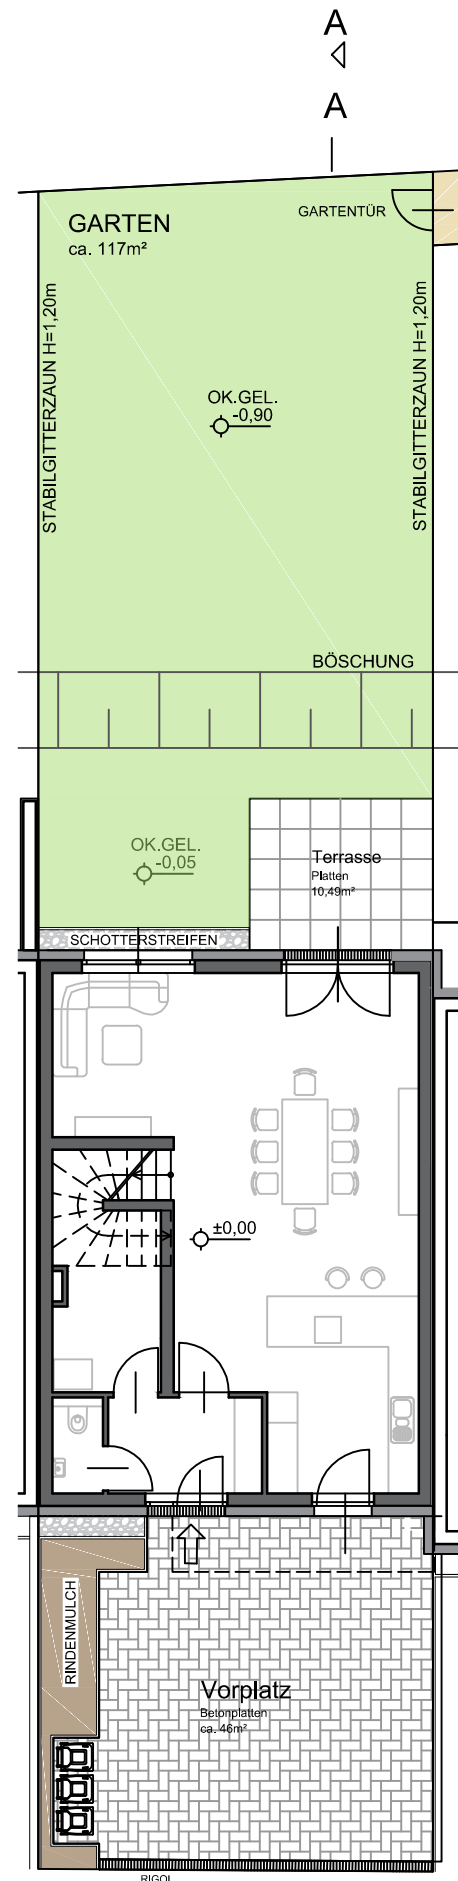 A
A
GARTEN
ca. 117m²
GARTENTÜR
STABILGITTERZAUN H=1,20m
STABILGITTERZAUN H=1,20m
OK.GEL.
-0,90
BÖSCHUNG
OK.GEL.
-0,05
Terrasse
Platten
10,49m²
SCHOTTERSTREIFEN
±0,00
RINDENMULCH
Vorplatz
Betonplatten
ca. 46m²
RIGOL